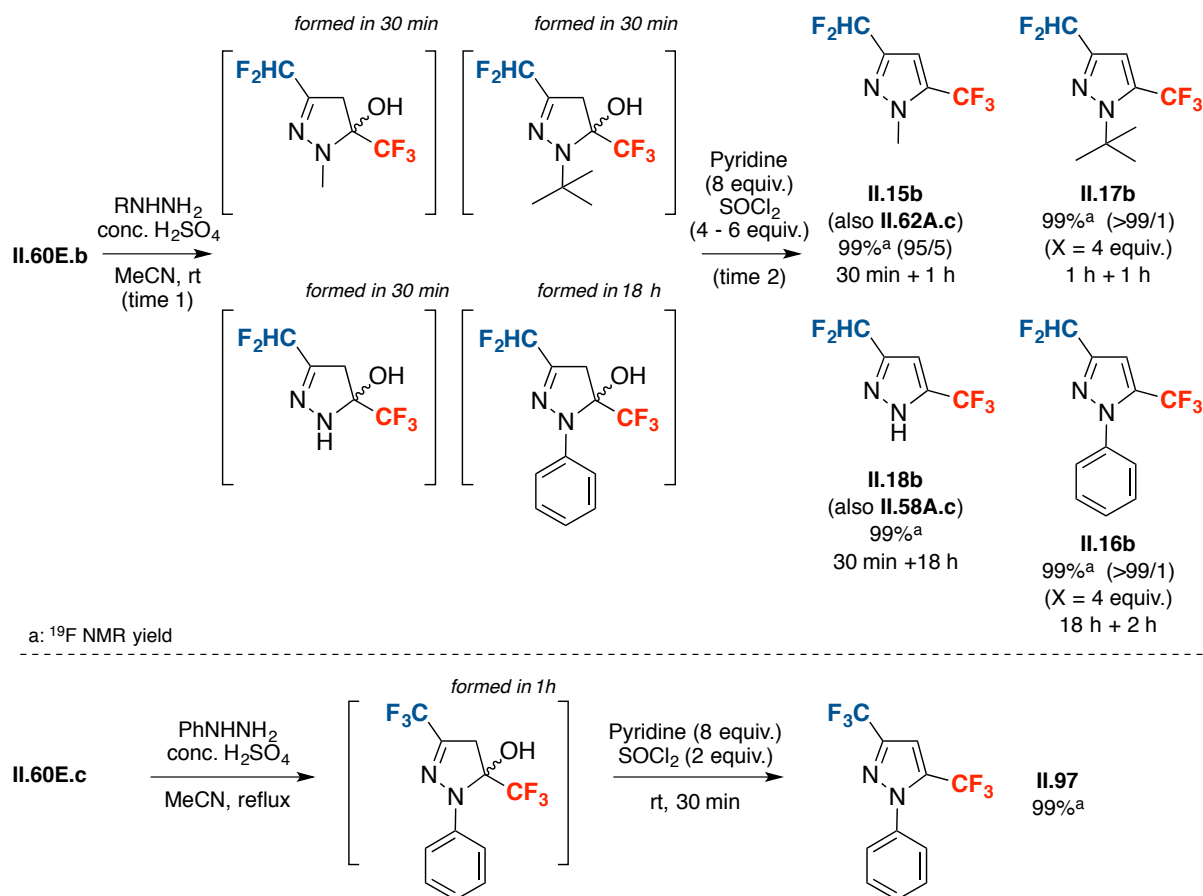 formed in 30 min
formed in 30 min
F2HC
OH
N
N
CF3
F2HC
OH
N
N
CF3
F2HC
N
N
CF3
F2HC
N
N
CF3
II.60E.b
RNHNH2
conc. H2SO4
MeCN, rt
(time 1)
Pyridine
(8 equiv.)
SOCl2
(4 - 6 equiv.)
(time 2)
II.15b
(also II.62A.c)
99%a (95/5)
30 min + 1 h
II.17b
99%a (>99/1)
(X = 4 equiv.)
1 h + 1 h
formed in 30 min
formed in 18 h
F2HC
OH
N
N
H
CF3
F2HC
OH
N
N
CF3
F2HC
N
N
H
CF3
F2HC
N
N
CF3
II.18b
(also II.58A.c)
99%a
30 min +18 h
II.16b
99%a (>99/1)
(X = 4 equiv.)
18 h + 2 h
a: 19F NMR yield
formed in 1h
II.60E.c
PhNHNH2
conc. H2SO4
MeCN, reflux
F3C
OH
N
N
CF3
Pyridine (8 equiv.)
SOCl2 (2 equiv.)
rt, 30 min
F3C
N
N
CF3
II.97
99%a